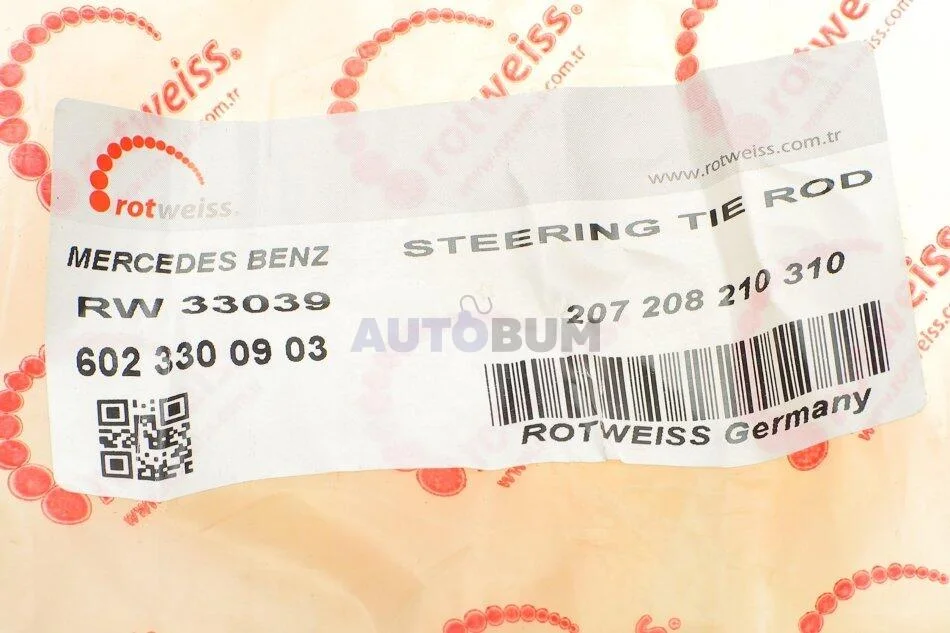 rotweiss.
www.rotweiss.com.tr
MERCEDES BENZ
STEERING TIE ROD
RW 33039
207 208 210 310
602 330 09 03
AUTOBUM
ROTWEISS Germany